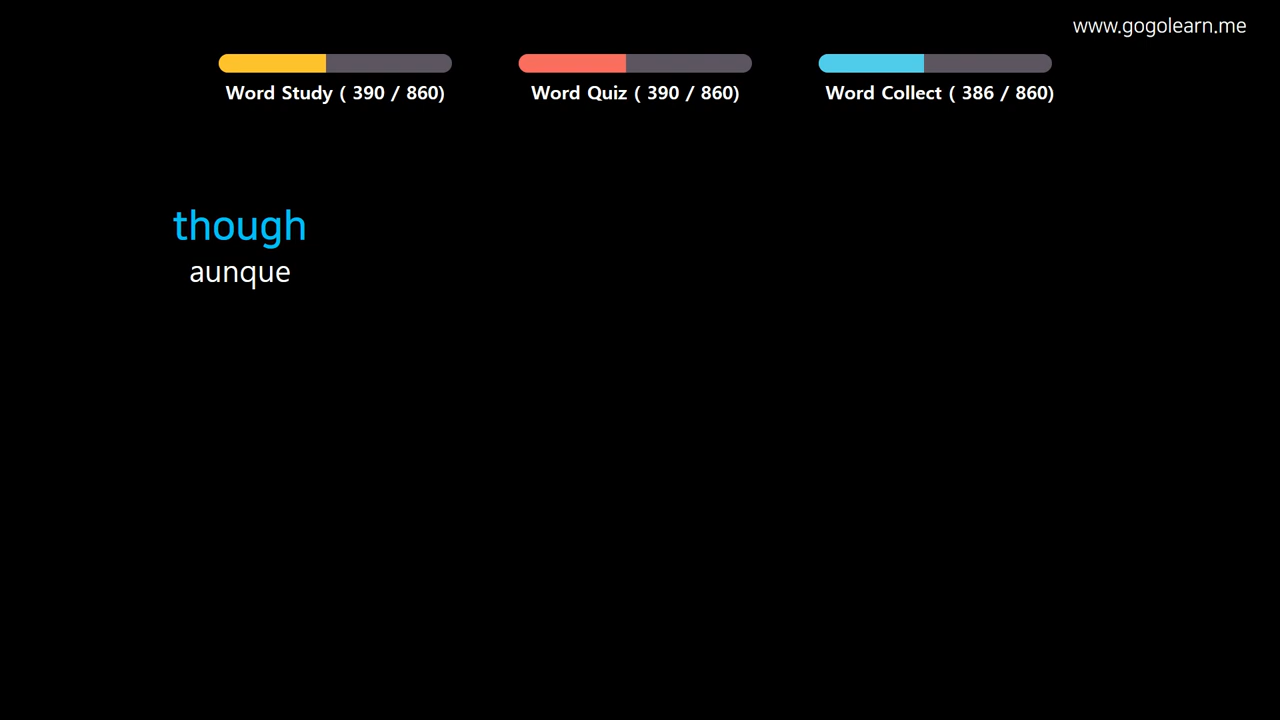 www.gogolearn.me
Word Study ( 390 / 860)
Word Quiz ( 390 / 860)
Word Collect ( 386 / 860)
though
aunque